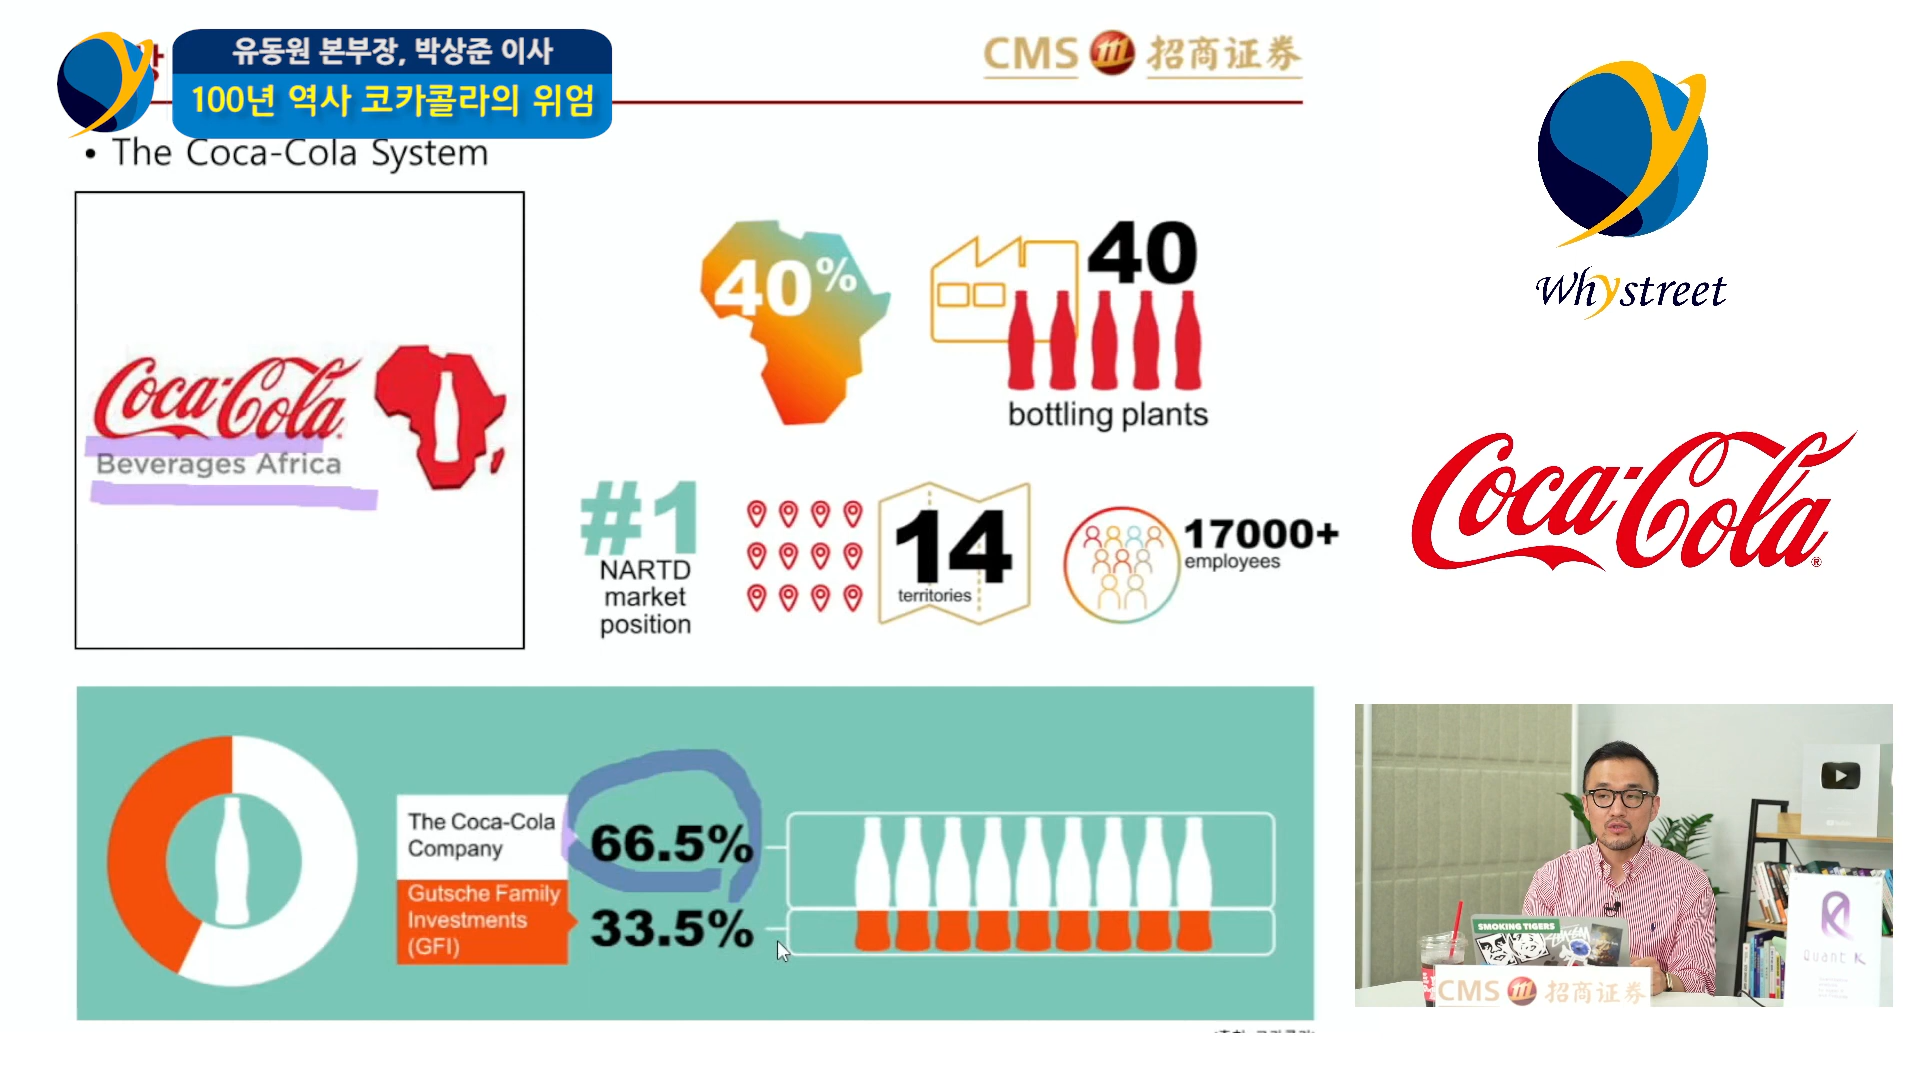 유동원 본부장, 박상준 이사
100년 역사 코카콜라의 위엄
CMS 招商证券
• The Coca-Cola System
Coca-Cola
Beverages Africa
40%
40
bottling plants
#1
NARTD
market
position
14
territories
17000+
employees
The Coca-Cola
Company
66.5%
Gutsche Family
Investments
(GFI)
33.5%
Whystreet
Coca-Cola®
SMOKING TIGERS
CMS 招商证券
Quant K